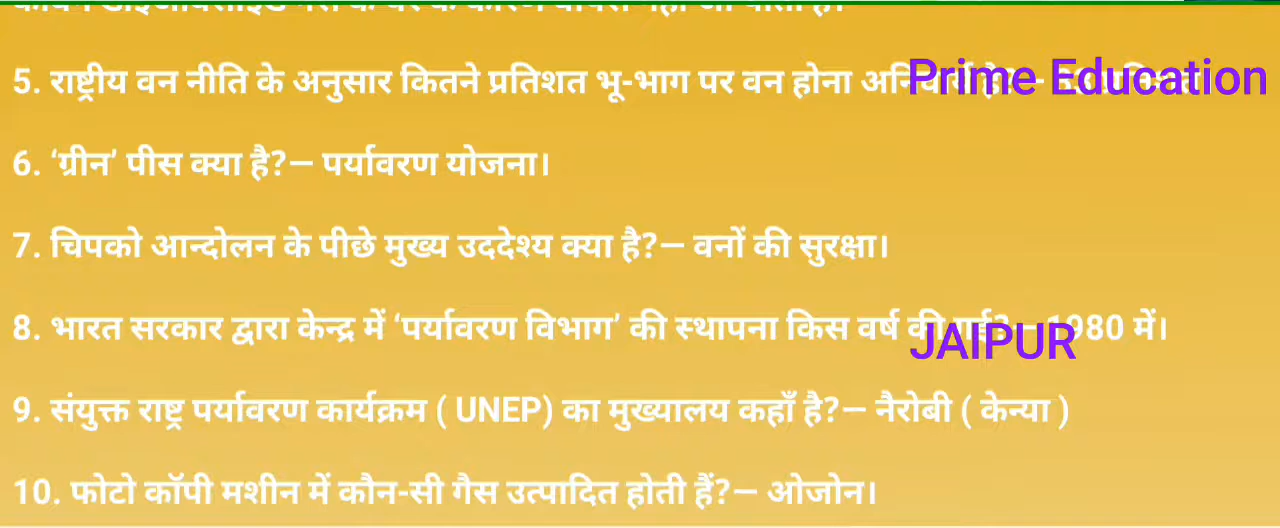 5. राष्ट्रीय वन नीति के अनुसार कितने प्रतिशत भू-भाग पर वन होना
Prime Education
6. ‘ग्रीन’ पीस क्या है?— पर्यावरण योजना।
7. चिपको आन्दोलन के पीछे मुख्य उददेश्य क्या है?— वनों की सुरक्षा।
8. भारत सरकार द्वारा केन्द्र में ‘पर्यावरण विभाग’ की स्थापना किस वर्ष की गई?— 1980 में।
JAIPUR
9. संयुक्त राष्ट्र पर्यावरण कार्यक्रम ( UNEP) का मुख्यालय कहाँ है?— नैरोबी ( केन्या )
10. फोटो कॉपी मशीन में कौन-सी गैस उत्पादित होती हैं?— ओजोन।